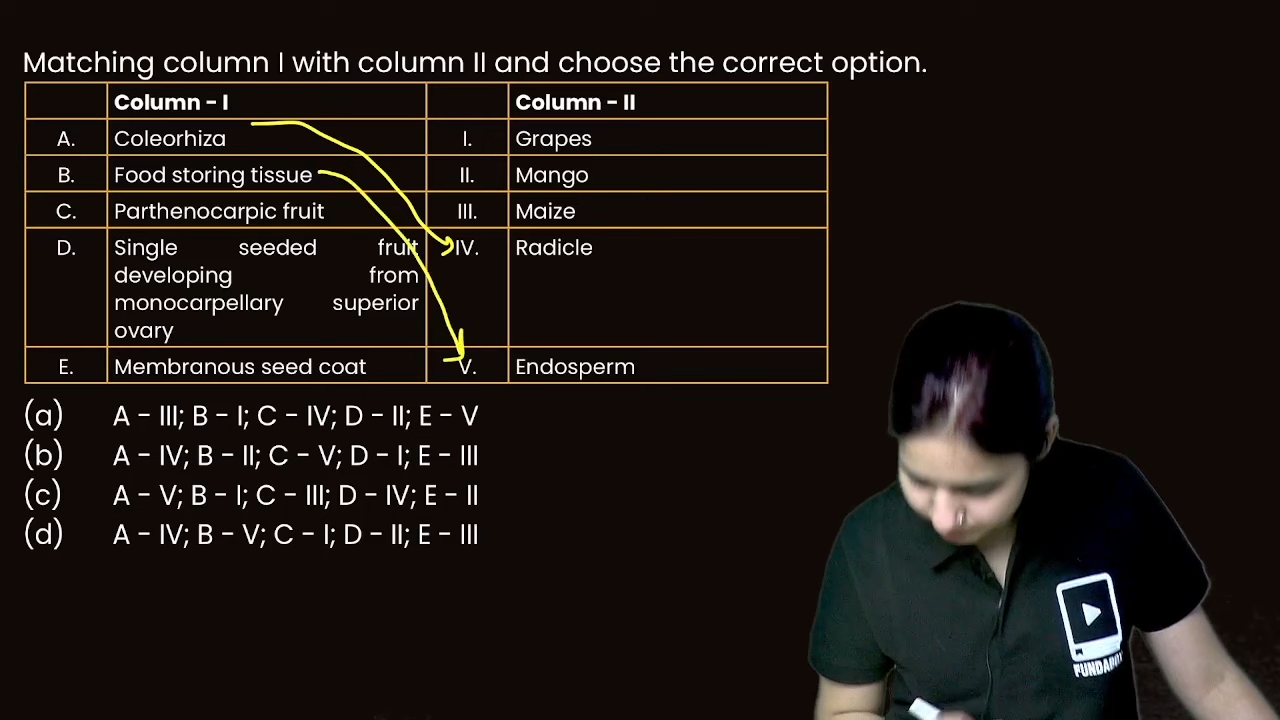 Matching column I with column II and choose the correct option.
Column - I Column - II
A. Coleorhiza I. Grapes
B. Food storing tissue II. Mango
C. Parthenocarpic fruit III. Maize
D. Single seeded fruit IV. Radicle
developing from
monocarpellary superior
ovary
E. Membranous seed coat V. Endosperm
(a) A - III; B - I; C - IV; D - II; E - V
(b) A - IV; B - II; C - V; D - I; E - III
(c) A - V; B - I; C - III; D - IV; E - II
(d) A - IV; B - V; C - I; D - II; E - III